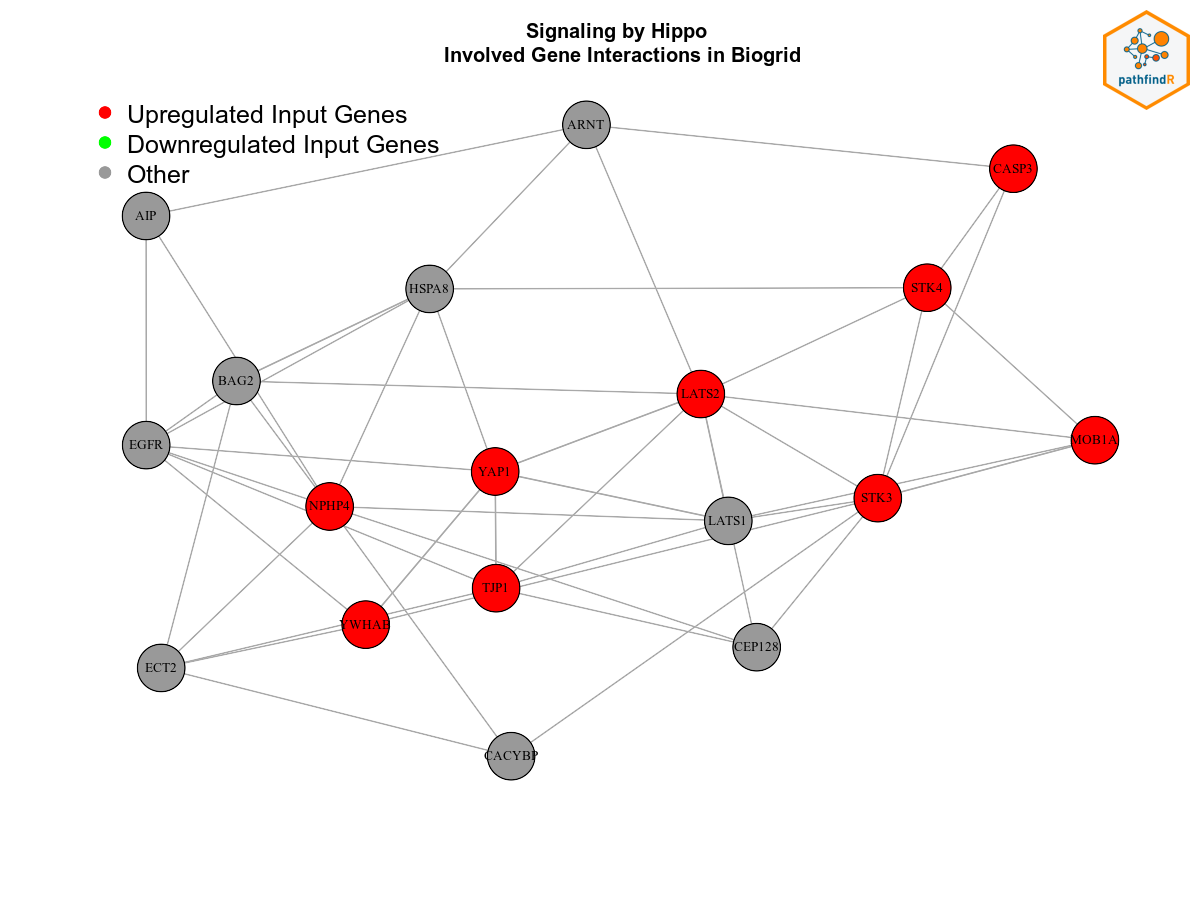 Signaling by Hippo
Involved Gene Interactions in Biogrid
pathfindR
Upregulated Input Genes
Downregulated Input Genes
Other
ARNT
CASP3
AIP
HSPA8
STK4
BAG2
LATS2
EGFR
MOB1A
YAP1
NPHP4
STK3
LATS1
TJP1
YWHAB
CEP128
ECT2
CACYBP